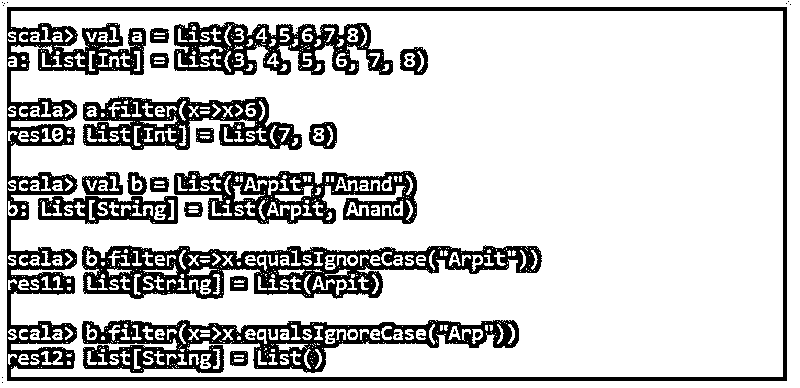 scala> val a = List(3,4,5,6,7,8)
a: List[Int] = List(3, 4, 5, 6, 7, 8)
scala> a.filter(x=>x>6)
res10: List[Int] = List(7, 8)
scala> val b = List("Arpit","Anand")
b: List[String] = List(Arpit, Anand)
scala> b.filter(x=>x.equalsIgnoreCase("Arpit"))
res11: List[String] = List(Arpit)
scala> b.filter(x=>x.equalsIgnoreCase("Arp"))
res12: List[String] = List()